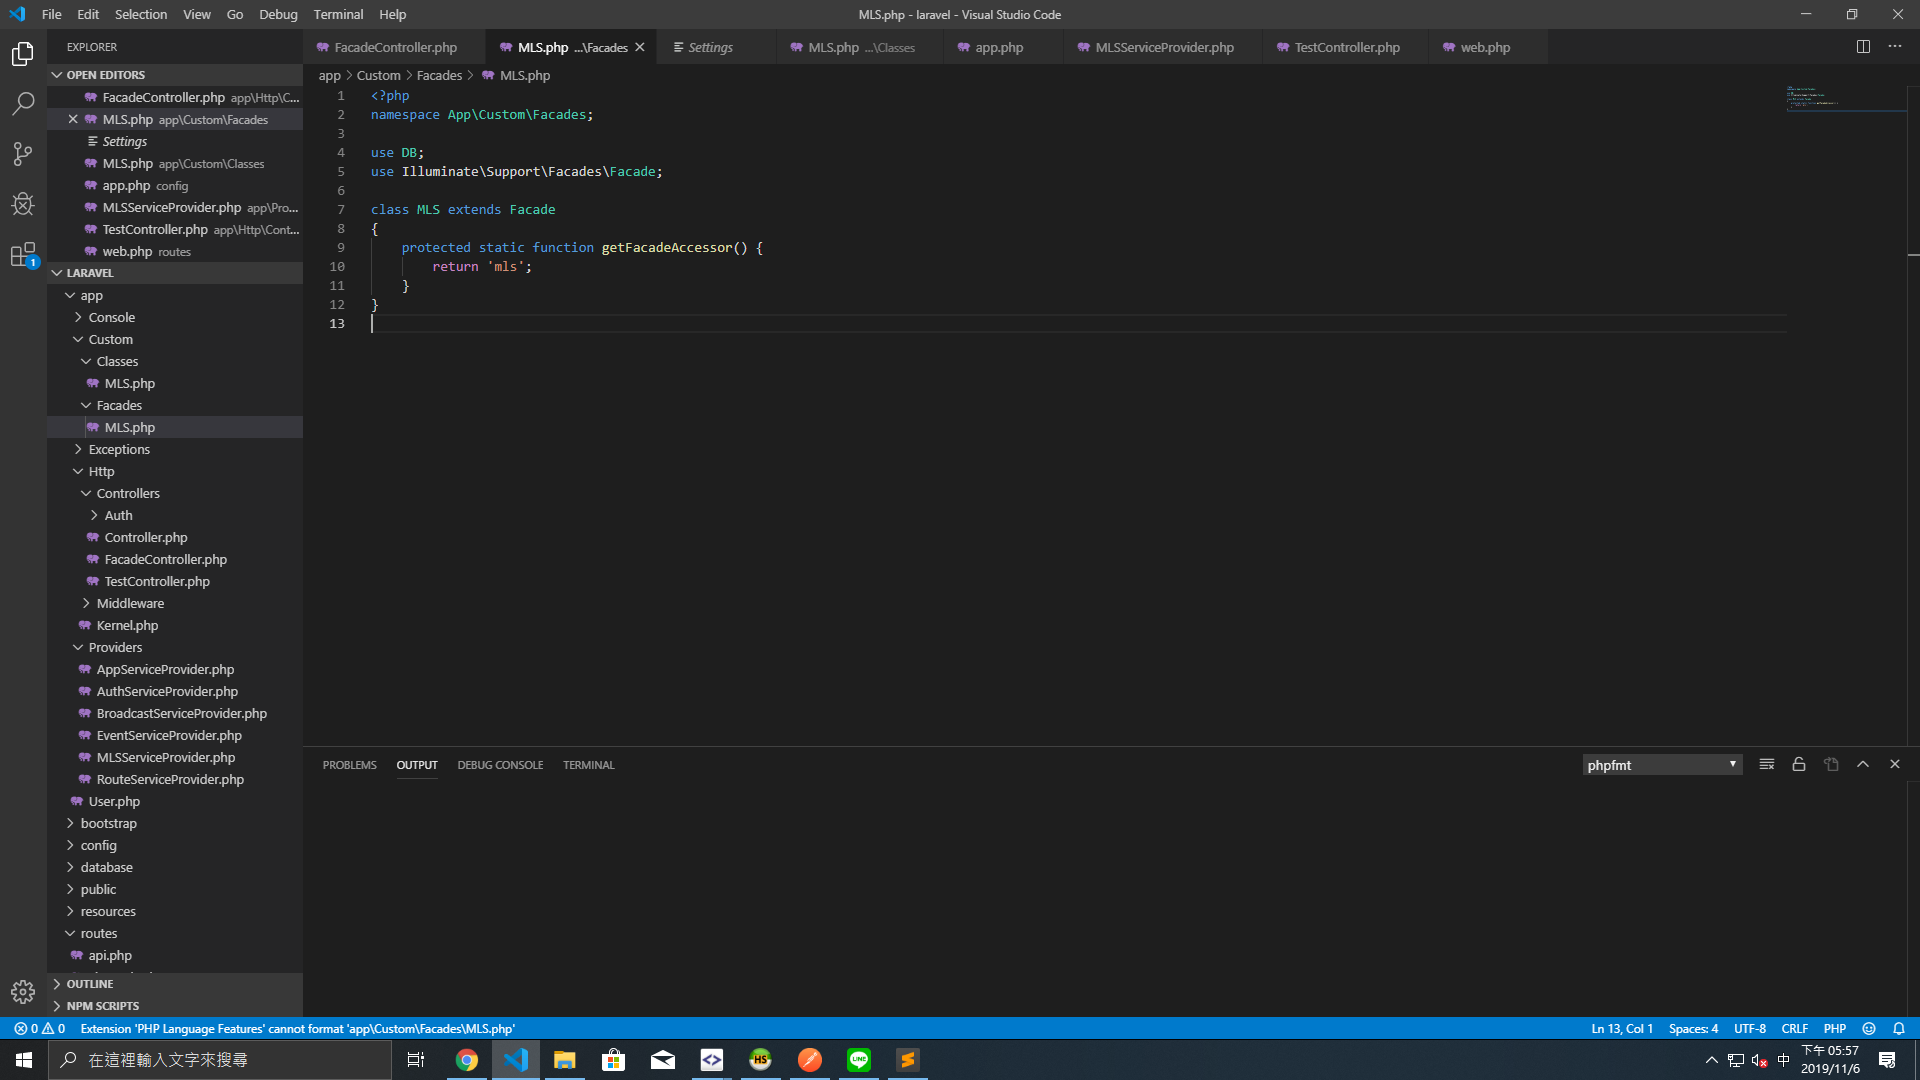 File Edit Selection View Go Debug Terminal Help
MLS.php - laravel - Visual Studio Code
EXPLORER
OPEN EDITORS
FacadeController.php app\Http\C...
MLS.php app\Custom\Facades
Settings
MLS.php app\Custom\Classes
app.php config
MLSServiceProvider.php app\Pro...
TestController.php app\Http\Cont...
web.php routes
LARAVEL
app
Console
Custom
Classes
MLS.php
Facades
MLS.php
Exceptions
Http
Controllers
Auth
Controller.php
FacadeController.php
TestController.php
Middleware
Kernel.php
Providers
AppServiceProvider.php
AuthServiceProvider.php
BroadcastServiceProvider.php
EventServiceProvider.php
MLSServiceProvider.php
RouteServiceProvider.php
User.php
bootstrap
config
database
public
resources
routes
api.php
OUTLINE
NPM SCRIPTS
1
FacadeController.php MLS.php ...\Facades Settings MLS.php ...\Classes app.php MLSServiceProvider.php TestController.php web.php
app > Custom > Facades > MLS.php
1 <?php
2 namespace App\Custom\Facades;
3
4 use DB;
5 use Illuminate\Support\Facades\Facade;
6
7 class MLS extends Facade
8 {
9 protected static function getFacadeAccessor() {
10 return 'mls';
11 }
12 }
13
PROBLEMS OUTPUT DEBUG CONSOLE TERMINAL
phpfmt
0 0 Extension 'PHP Language Features' cannot format 'app\Custom\Facades\MLS.php'
Ln 13, Col 1 Spaces: 4 UTF-8 CRLF PHP
在這裡輸入文字來搜尋
HS
LINE
中
下午 05:57
2019/11/6